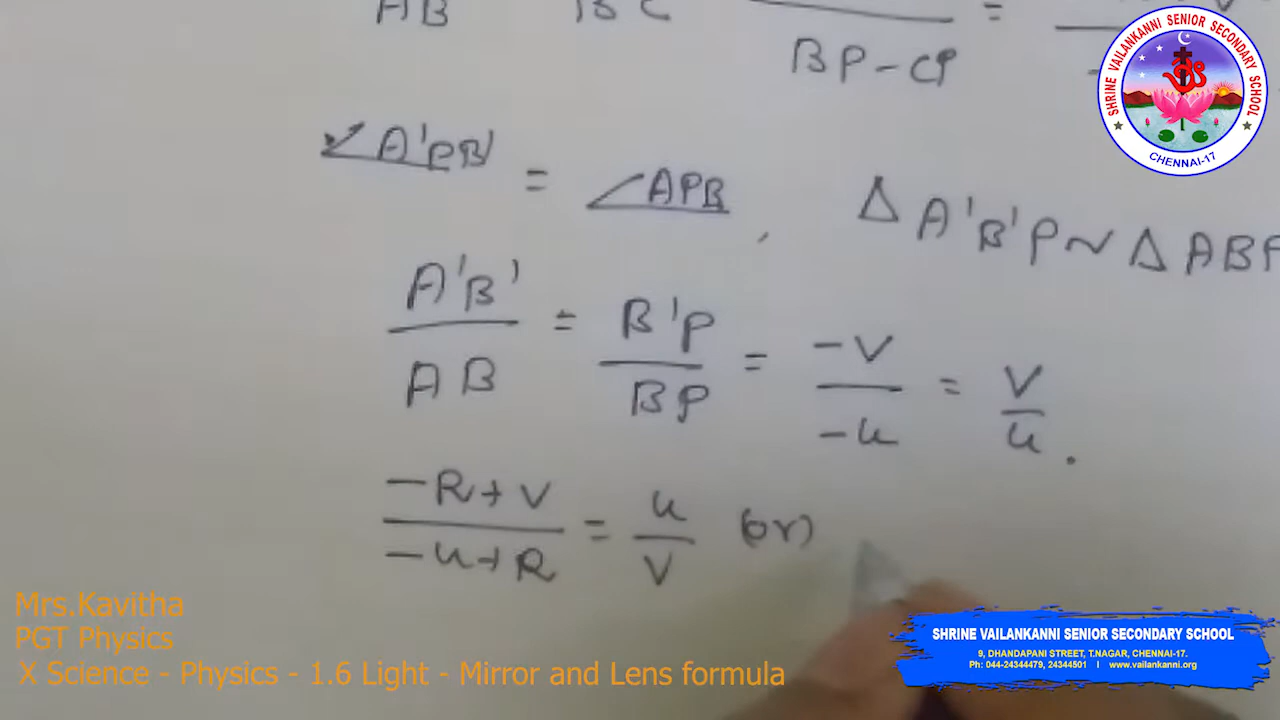 AB BC BP - CP = -
∠A'PB' = ∠APB, Δ A'B'P ~ Δ ABP
A'B'/AB = B'P/BP = -V/-u = V/u.
-R+V/-u+R = u/V (or)
SHRINE VAILANKANNI SENIOR SECONDARY SCHOOL
CHENNAI-17
Mrs.Kavitha
PGT Physics
X Science - Physics - 1.6 Light - Mirror and Lens formula
SHRINE VAILANKANNI SENIOR SECONDARY SCHOOL
9, DHANDAPANI STREET, T.NAGAR, CHENNAI-17.
Ph: 044-24344479, 24344501 | www.vailankanni.org